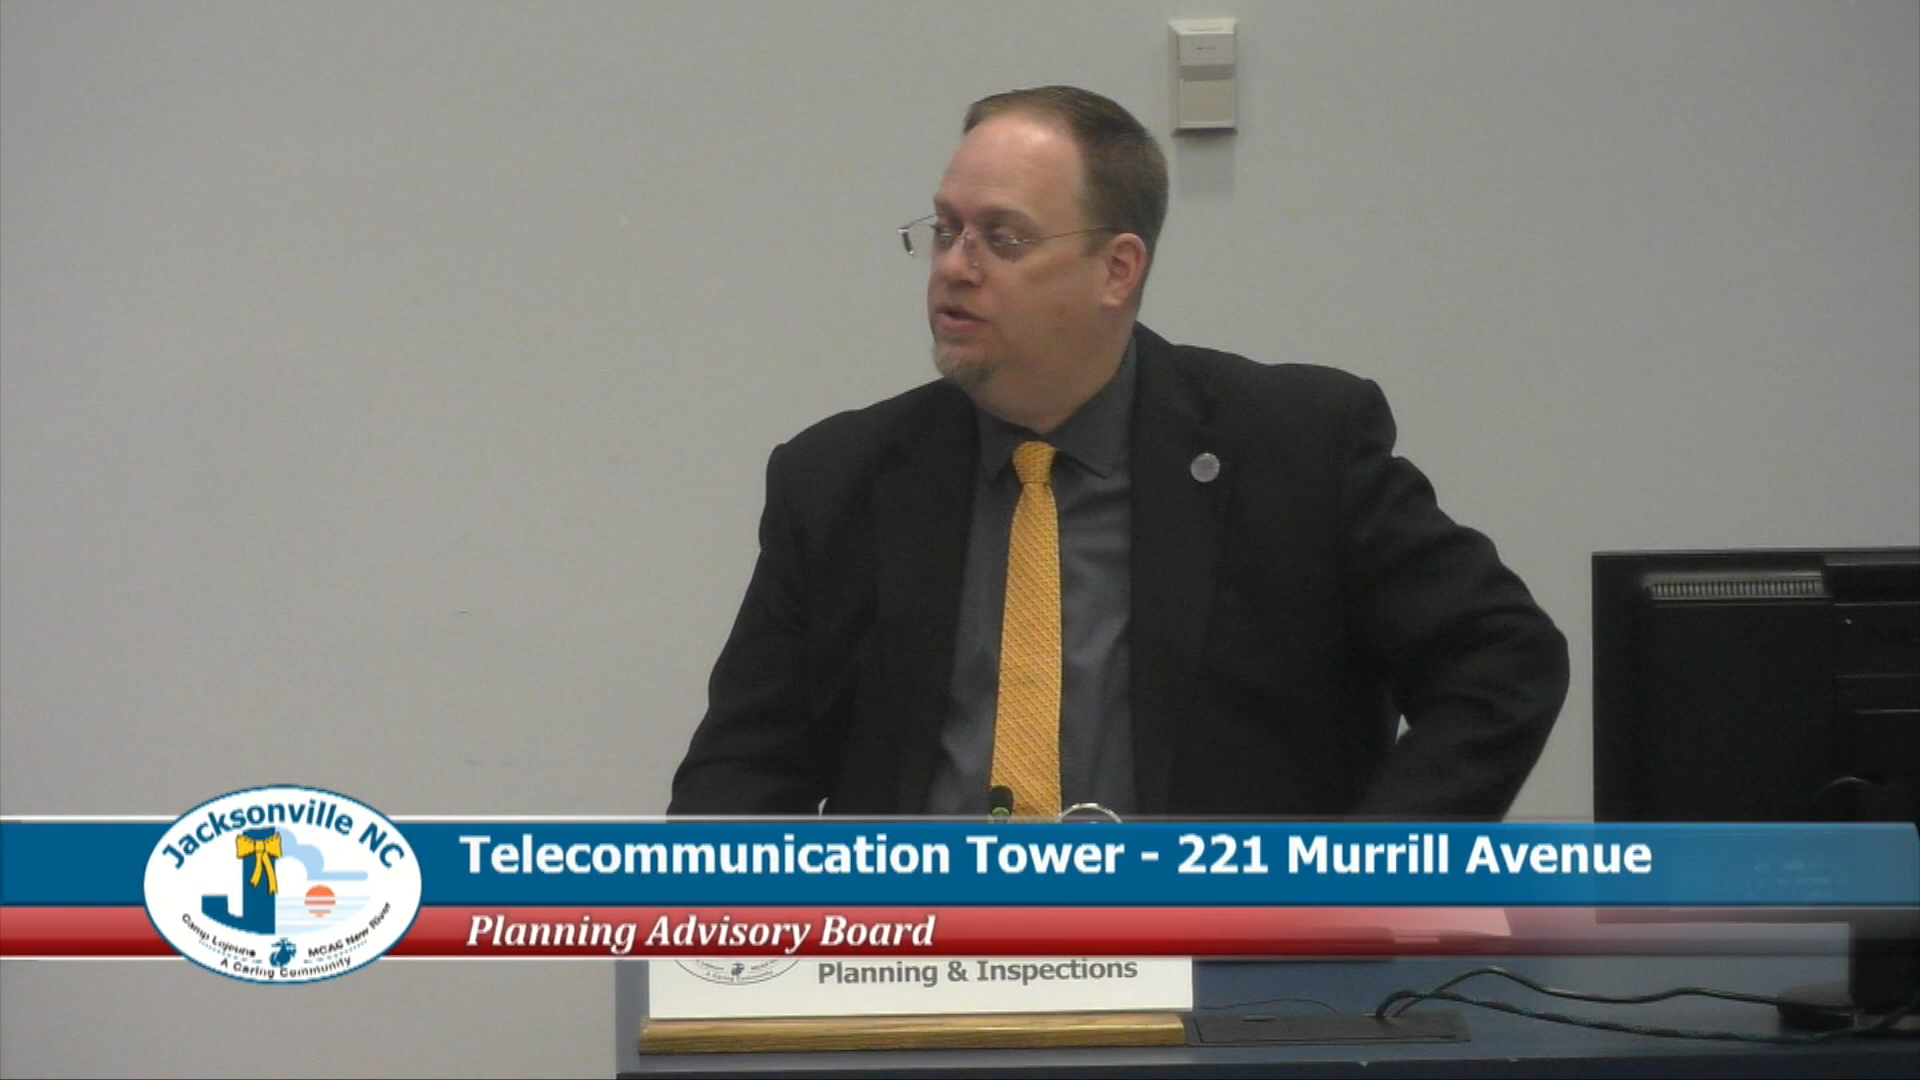 Jacksonville NC
Camp Lejeune MCAS New River
A Caring Community
Telecommunication Tower - 221 Murrill Avenue
Planning Advisory Board
Planning & Inspections